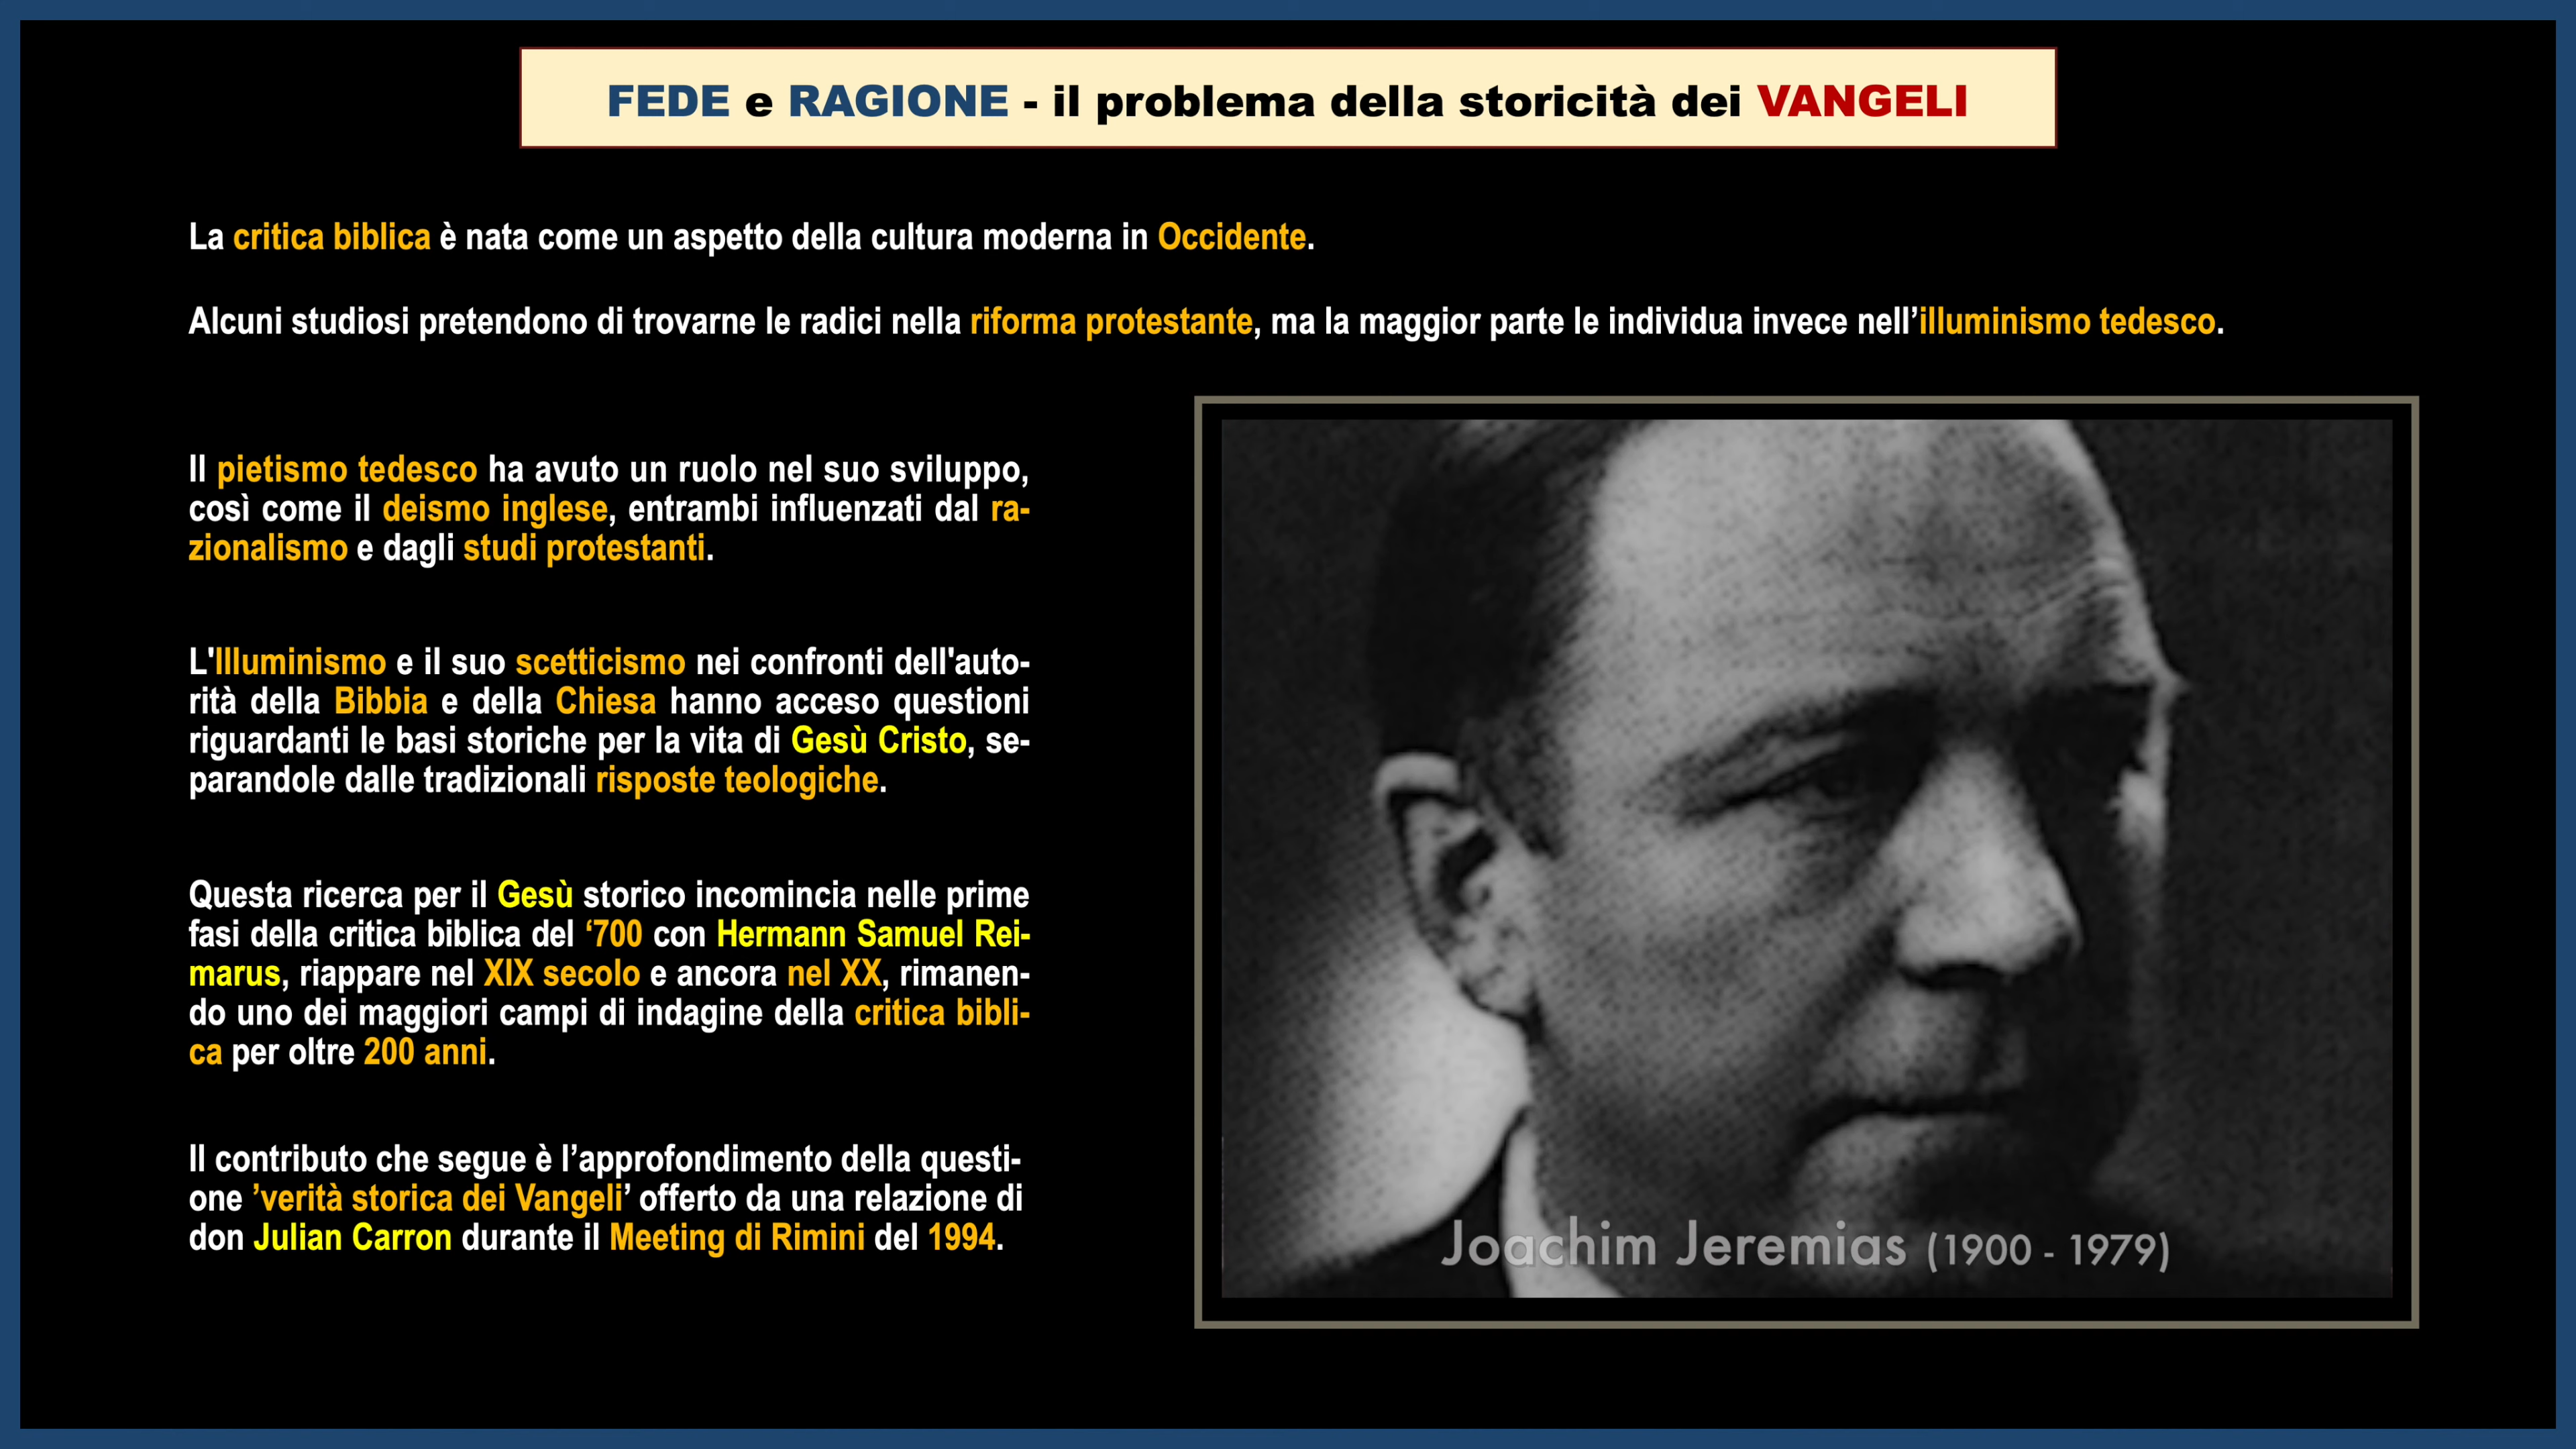 FEDE e RAGIONE - il problema della storicità dei VANGELI
La critica biblica è nata come un aspetto della cultura moderna in Occidente.
Alcuni studiosi pretendono di trovarne le radici nella riforma protestante, ma la maggior parte le individua invece nell’illuminismo tedesco.
Il pietismo tedesco ha avuto un ruolo nel suo sviluppo,
così come il deismo inglese, entrambi influenzati dal ra-
zionalismo e dagli studi protestanti.
L'Illuminismo e il suo scetticismo nei confronti dell'auto-
rità della Bibbia e della Chiesa hanno acceso questioni
riguardanti le basi storiche per la vita di Gesù Cristo, se-
parandole dalle tradizionali risposte teologiche.
Questa ricerca per il Gesù storico incomincia nelle prime
fasi della critica biblica del ‘700 con Hermann Samuel Rei-
marus, riappare nel XIX secolo e ancora nel XX, rimanen-
do uno dei maggiori campi di indagine della critica bibli-
ca per oltre 200 anni.
Il contributo che segue è l’approfondimento della questi-
one ’verità storica dei Vangeli’ offerto da una relazione di
don Julian Carron durante il Meeting di Rimini del 1994.
Joachim Jeremias (1900 - 1979)